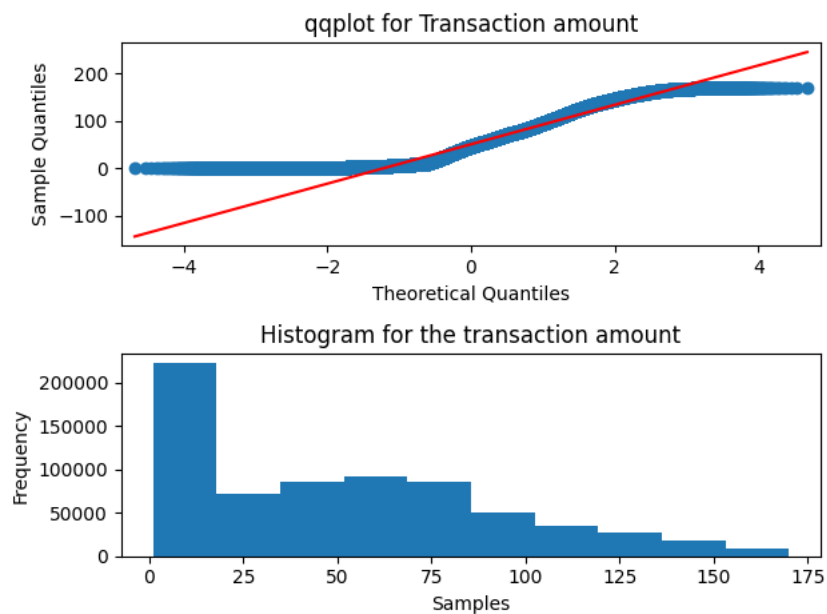 qqplot for Transaction amount
200
100
0
−100
Sample Quantiles
−4 −2 0 2 4
Theoretical Quantiles
Histogram for the transaction amount
200000
150000
100000
50000
0
Frequency
0 25 50 75 100 125 150 175
Samples